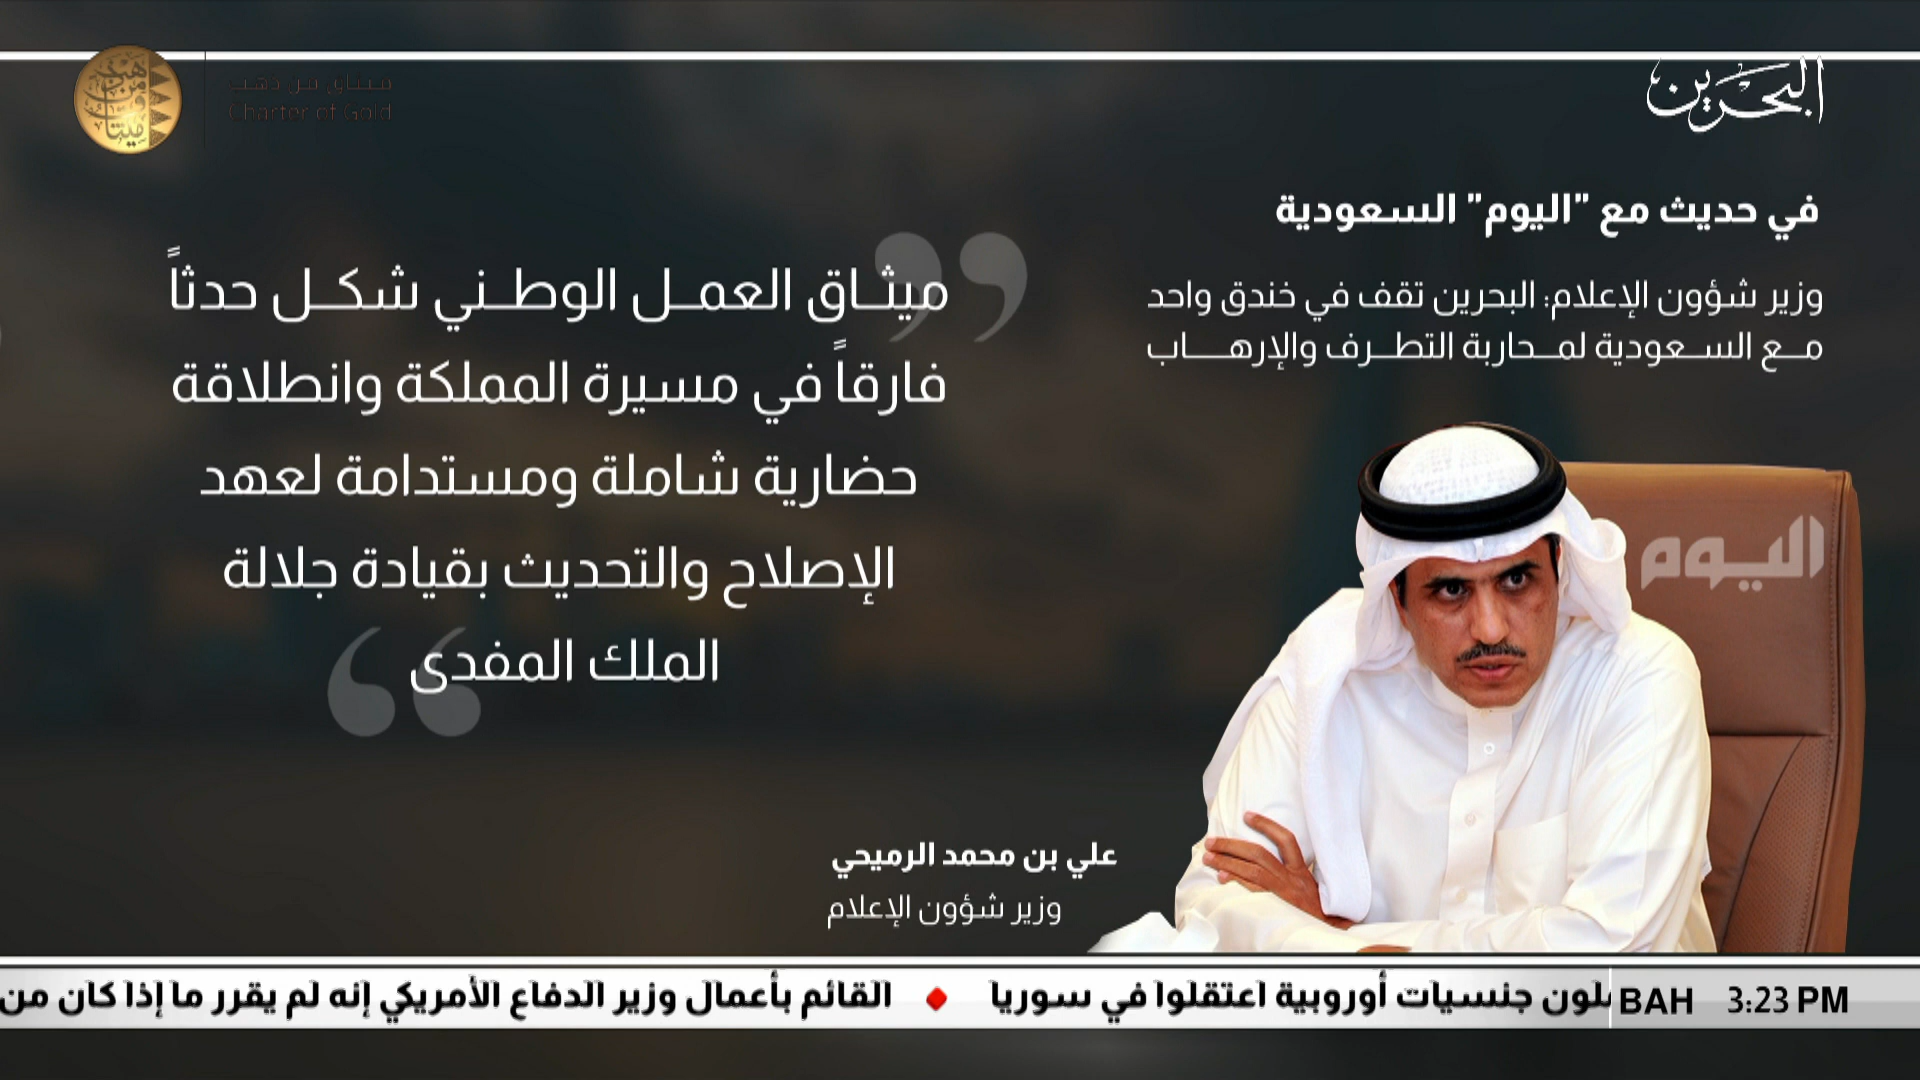 ميثاق من ذهب
Charter of Gold
البحرين
في حديث مع "اليوم" السعودية
وزير شؤون الإعلام: البحرين تقف في خندق واحد
مع السعودية لمحاربة التطرف والإرهاب
ميثاق العمل الوطني شكل حدثاً
فارقاً في مسيرة المملكة وانطلاقة
حضارية شاملة ومستدامة لعهد
الإصلاح والتحديث بقيادة جلالة
الملك المفدى
اليوم
علي بن محمد الرميحي
وزير شؤون الإعلام
جنسيات أوروبية اعتقلوا في سوريا
القائم بأعمال وزير الدفاع الأمريكي إنه لم يقرر ما إذا كان من
BAH 3:23 PM